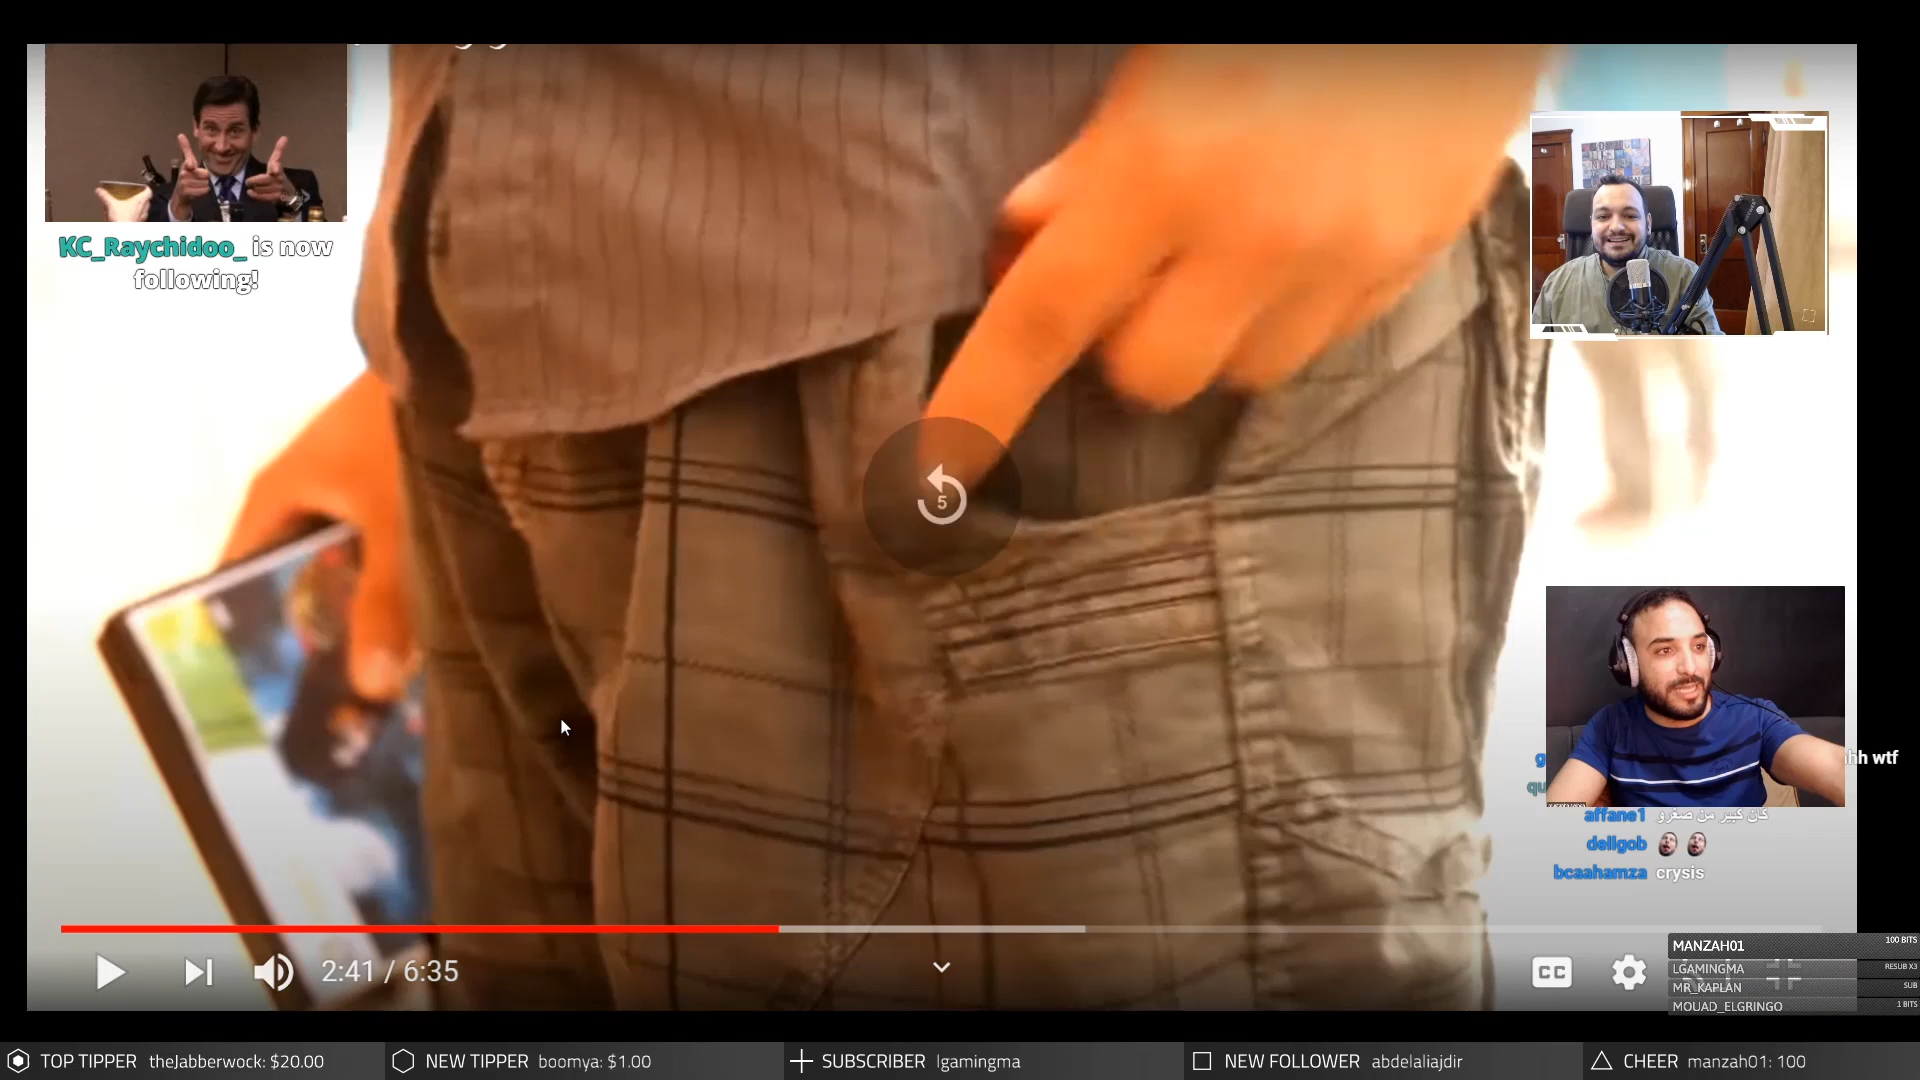 KC_Raychidoo_ is now
following!
5
hh wtf
affane1 كان كبير من صغرو
dellgob
bcaahamza crysis
2:41 / 6:35
CC
MANZAH01 100 BITS
LGAMINGMA RESUB X3
MR_KAPLAN SUB
MOUAD_ELGRINGO 1 BITS
TOP TIPPER theJabberwock: $20.00
NEW TIPPER boomya: $1.00
SUBSCRIBER lgamingma
NEW FOLLOWER abdelaliajdir
CHEER manzah01: 100